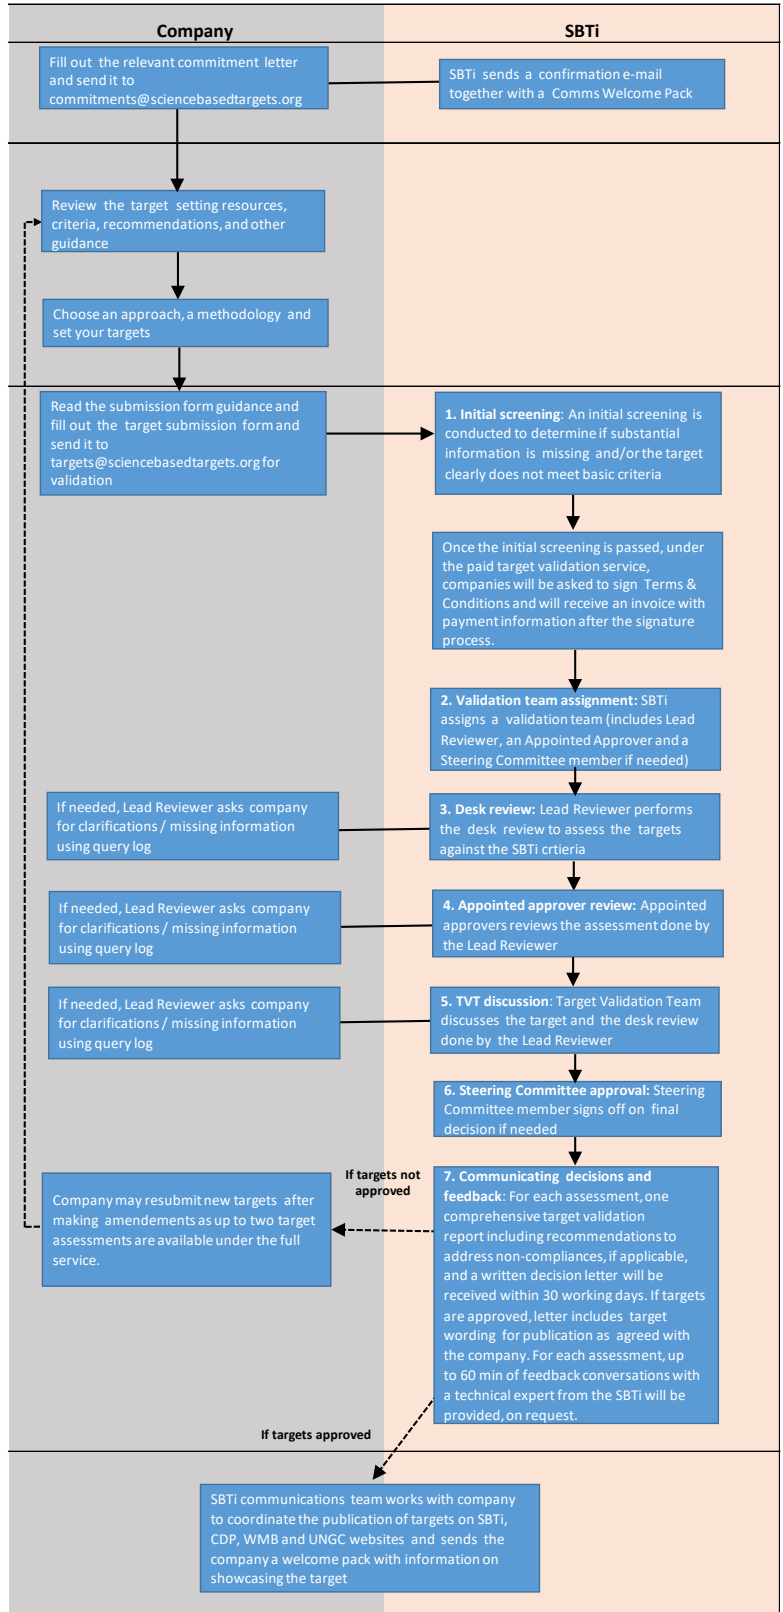 Company
SBTi
Fill out the relevant commitment letter
and send it to
commitments@sciencebasedtargets.org
SBTi sends a confirmation e-mail
together with a Comms Welcome Pack
Review the target setting resources,
criteria, recommendations, and other
guidance
Choose an approach, a methodology and
set your targets
Read the submission form guidance and
fill out the target submission form and
send it to
targets@sciencebasedtargets.org for
validation
1. Initial screening: An initial screening is
conducted to determine if substantial
information is missing and/or the target
clearly does not meet basic criteria
Once the initial screening is passed, under
the paid target validation service,
companies will be asked to sign Terms &
Conditions and will receive an invoice with
payment information after the signature
process.
2. Validation team assignment: SBTi
assigns a validation team (includes Lead
Reviewer, an Appointed Approver and a
Steering Committee member if needed)
If needed, Lead Reviewer asks company
for clarifications / missing information
using query log
3. Desk review: Lead Reviewer performs
the desk review to assess the targets
against the SBTi crtieria
If needed, Lead Reviewer asks company
for clarifications / missing information
using query log
4. Appointed approver review: Appointed
approvers reviews the assessment done by
the Lead Reviewer
If needed, Lead Reviewer asks company
for clarifications / missing information
using query log
5. TVT discussion: Target Validation Team
discusses the target and the desk review
done by the Lead Reviewer
6. Steering Committee approval: Steering
Committee member signs off on final
decision if needed
If targets not
approved
Company may resubmit new targets after
making amendements as up to two target
assessments are available under the full
service.
7. Communicating decisions and
feedback: For each assessment, one
comprehensive target validation
report including recommendations to
address non-compliances, if applicable,
and a written decision letter will be
received within 30 working days. If targets
are approved, letter includes target
wording for publication as agreed with
the company. For each assessment, up
to 60 min of feedback conversations with
a technical expert from the SBTi will be
provided, on request.
If targets approved
SBTi communications team works with company
to coordinate the publication of targets on SBTi,
CDP, WMB and UNGC websites and sends the
company a welcome pack with information on
showcasing the target